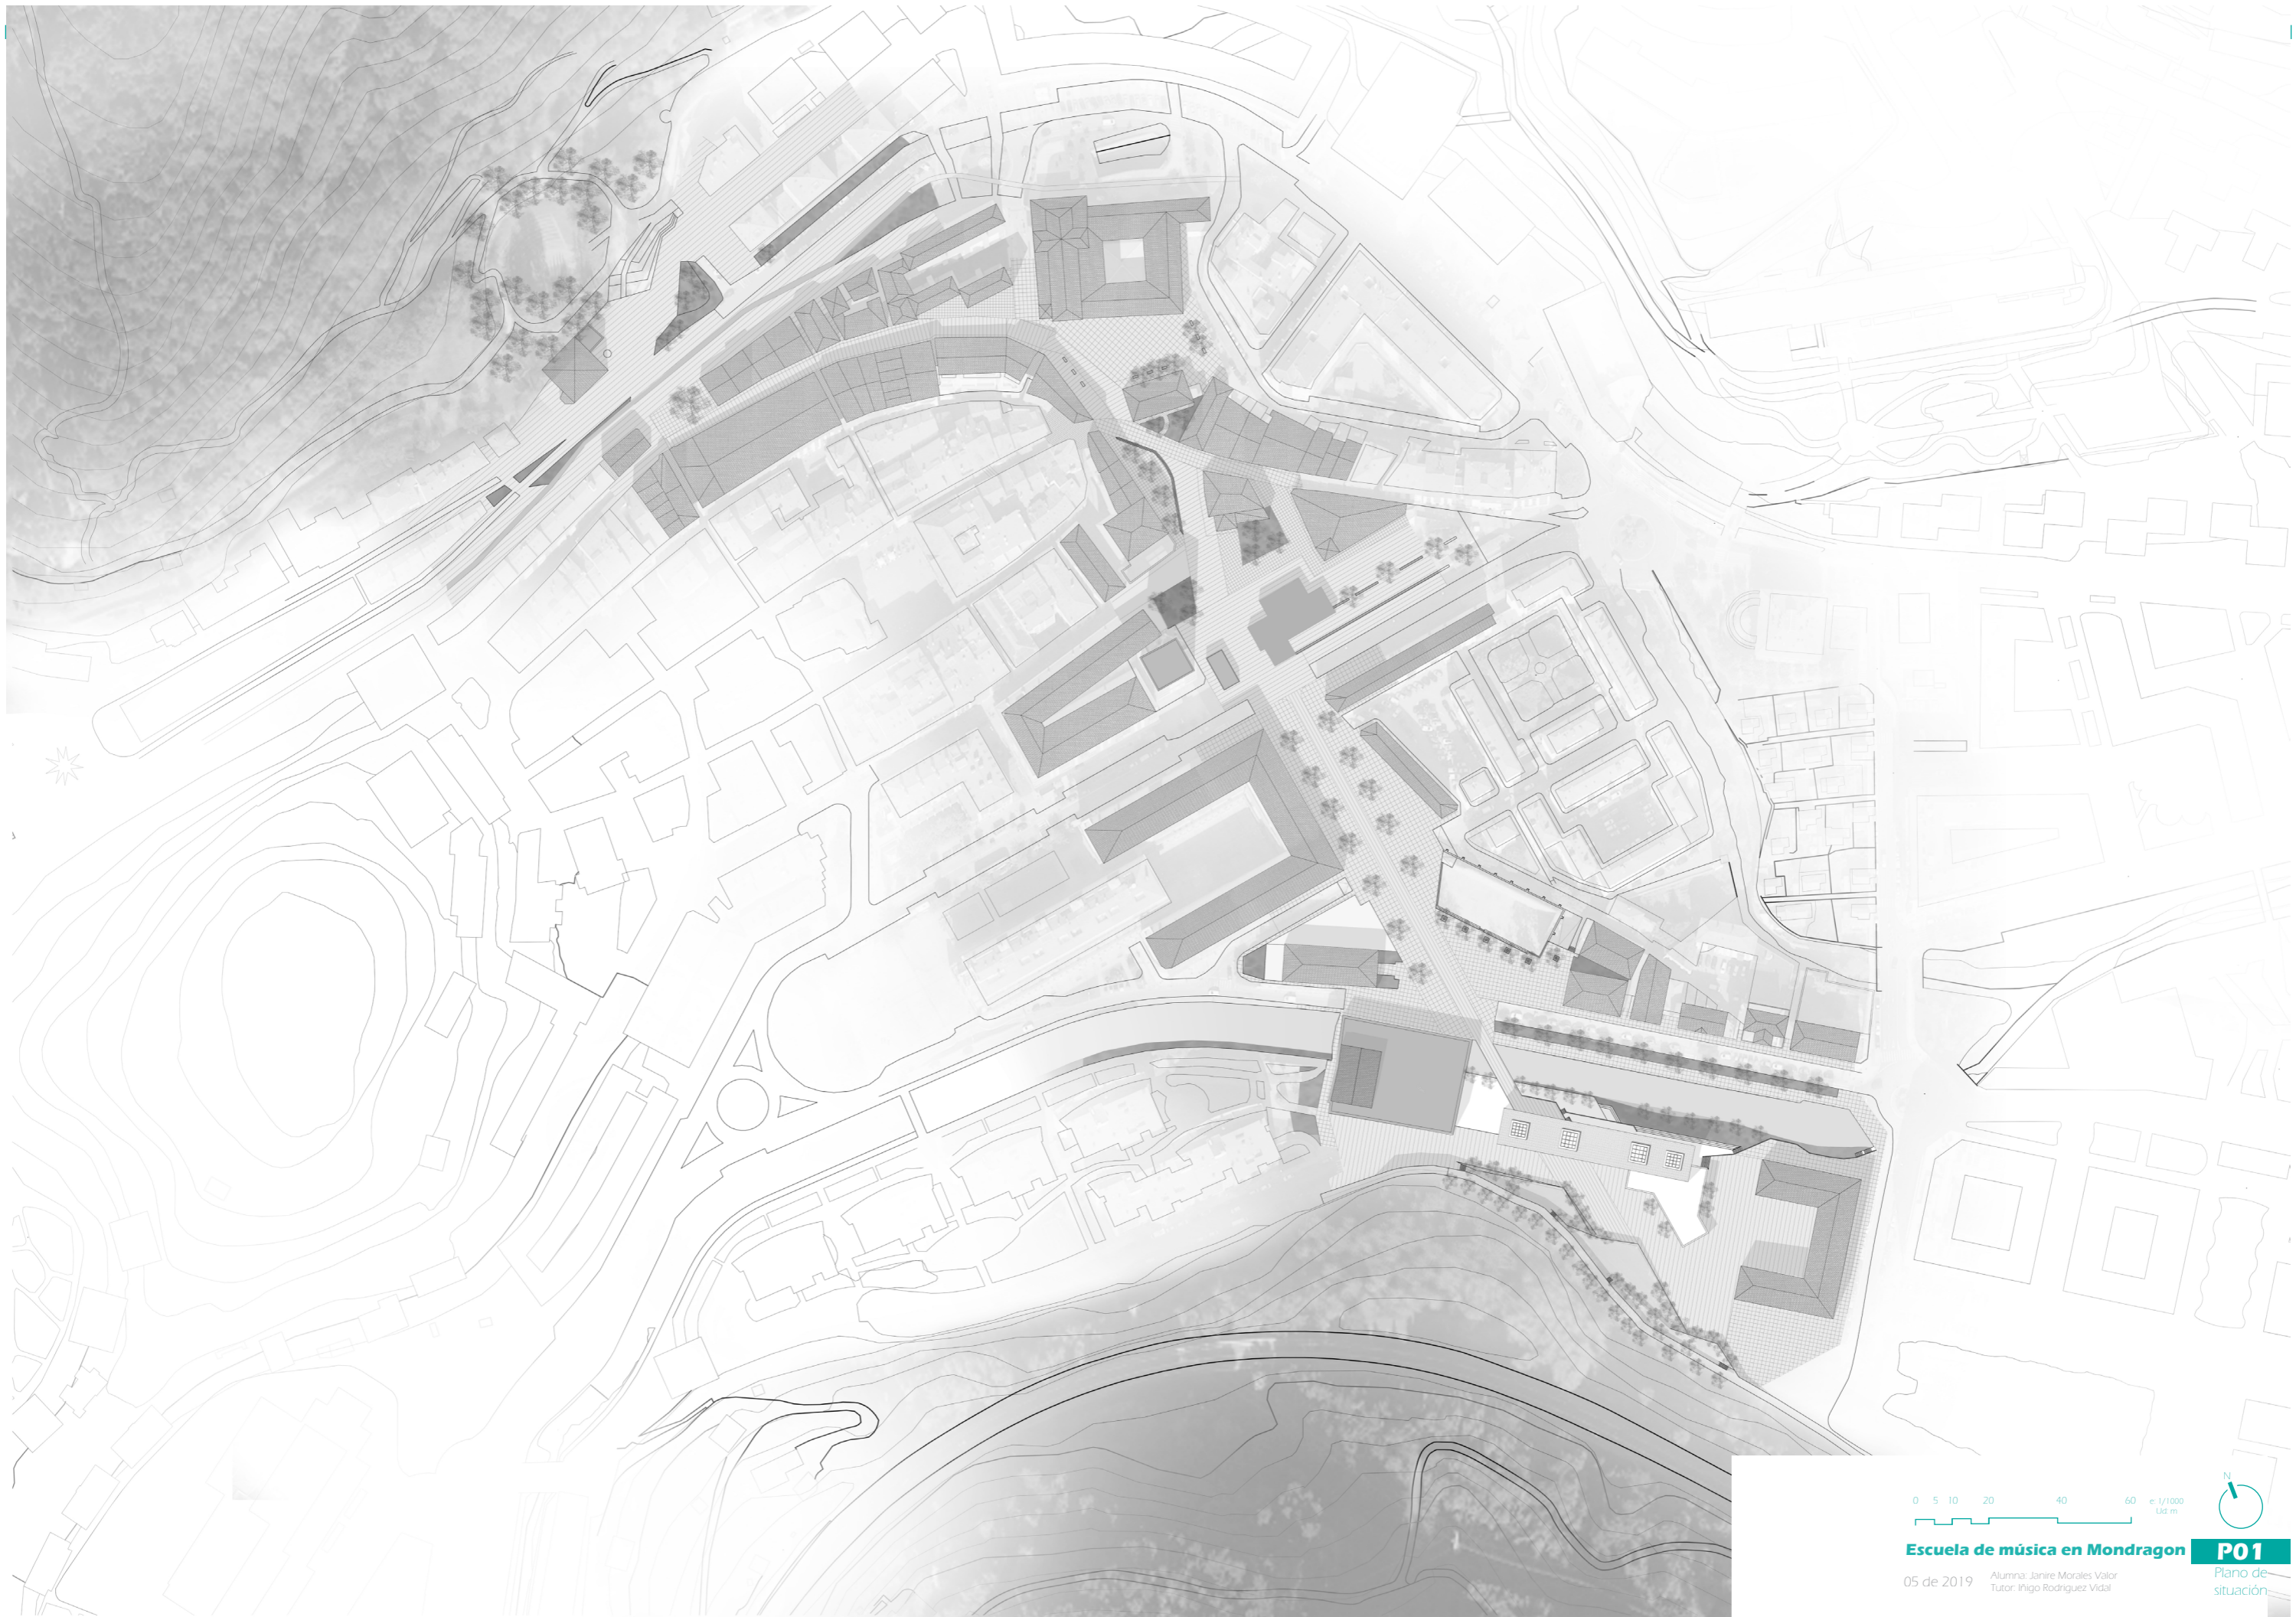 N
0 5 10 20 40 60 e: 1/1000
Ud: m.
Escuela de música en Mondragon P01
05 de 2019 Alumna: Janire Morales Valor
Tutor: Iñigo Rodriguez Vidal
Plano de
situación